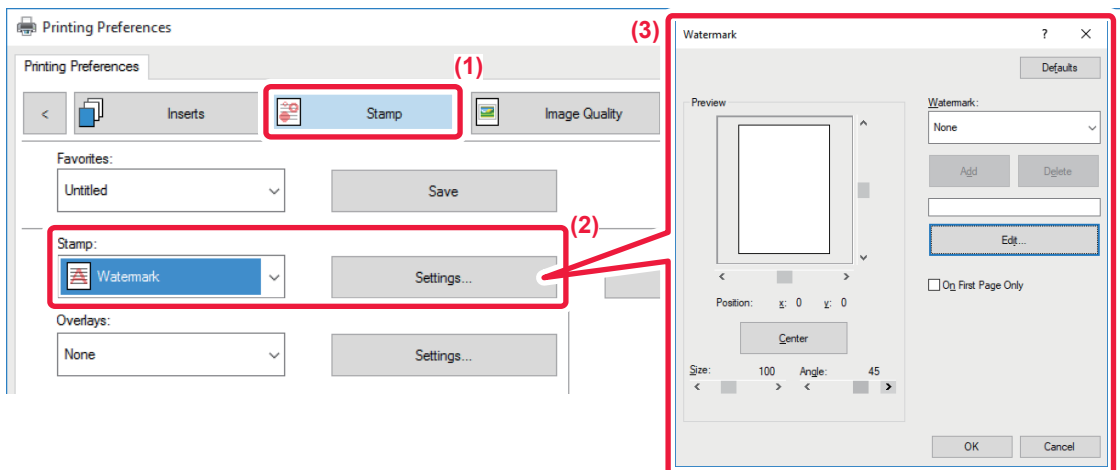 Printing Preferences
Printing Preferences
(1)
< Inserts Stamp Image Quality
Favorites:
Untitled Save
(2)
Stamp:
Watermark Settings...
Overlays:
None Settings...
(3)
Watermark ? ×
Defaults
Preview
Watermark:
None
Add Delete
Edit...
On First Page Only
Position: x: 0 y: 0
Center
Size: 100 Angle: 45
OK Cancel